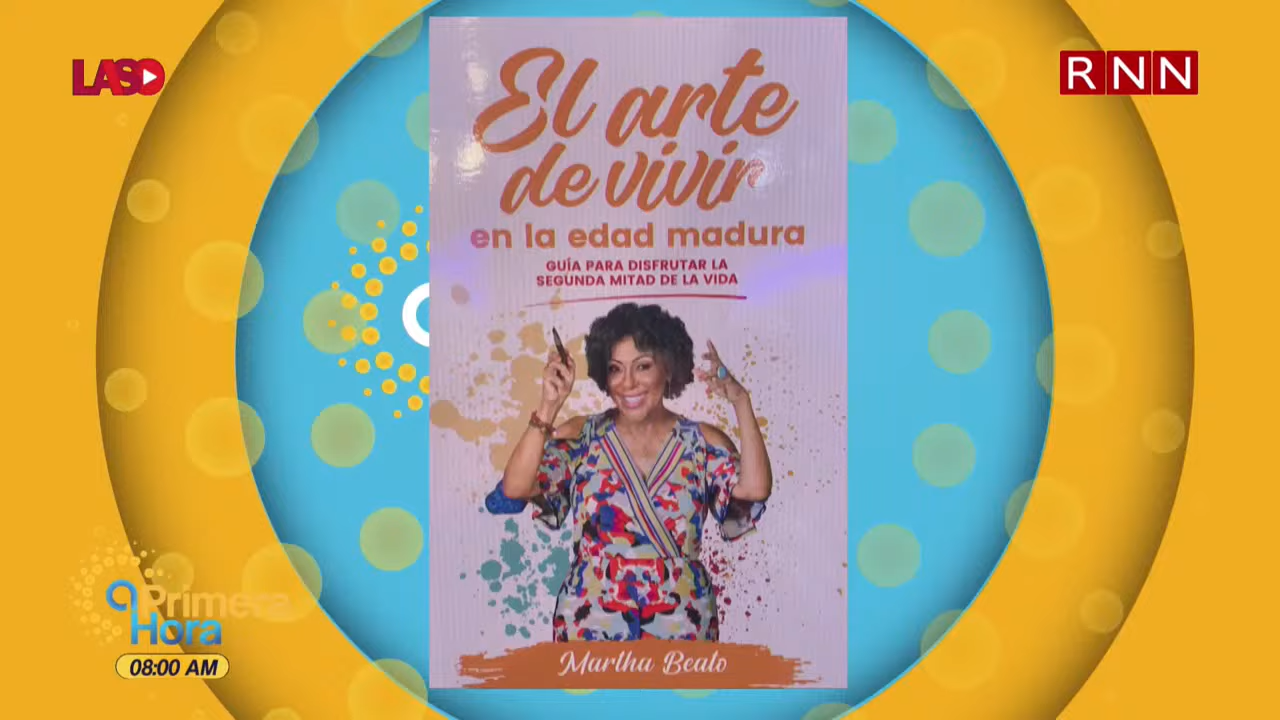 LASO
RNN
El arte
de vivir
en la edad madura
GUÍA PARA DISFRUTAR LA
SEGUNDA MITAD DE LA VIDA
Martha Beato
a Primera
Hora
08:00 AM